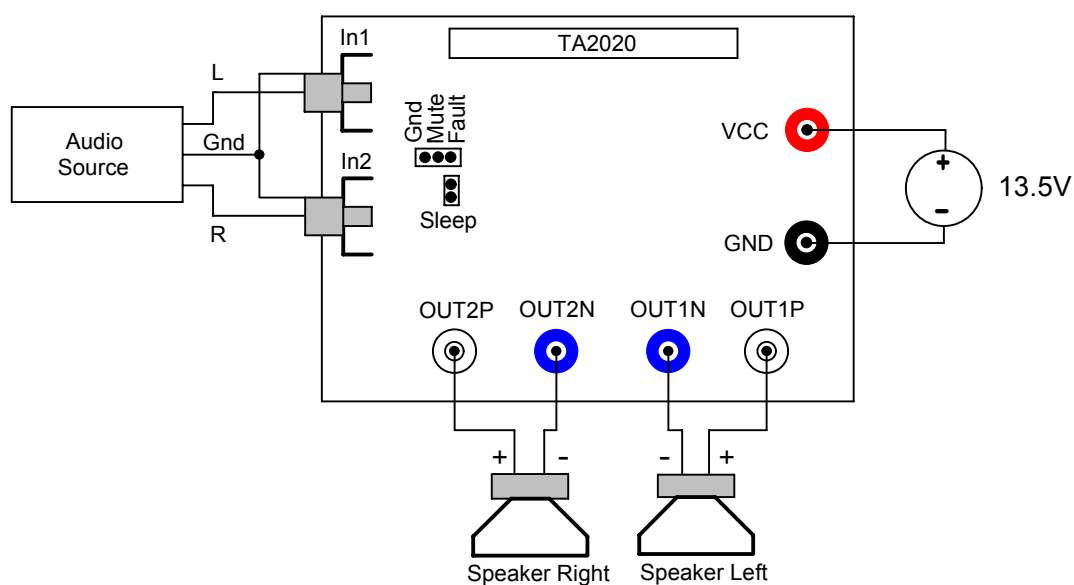 TA2020
In1
L
Audio
Source
Gnd
R
In2
Gnd
Mute
Fault
Sleep
VCC
GND
+
-
13.5V
OUT2P
OUT2N
OUT1N
OUT1P
+
-
-
+
Speaker Right
Speaker Left